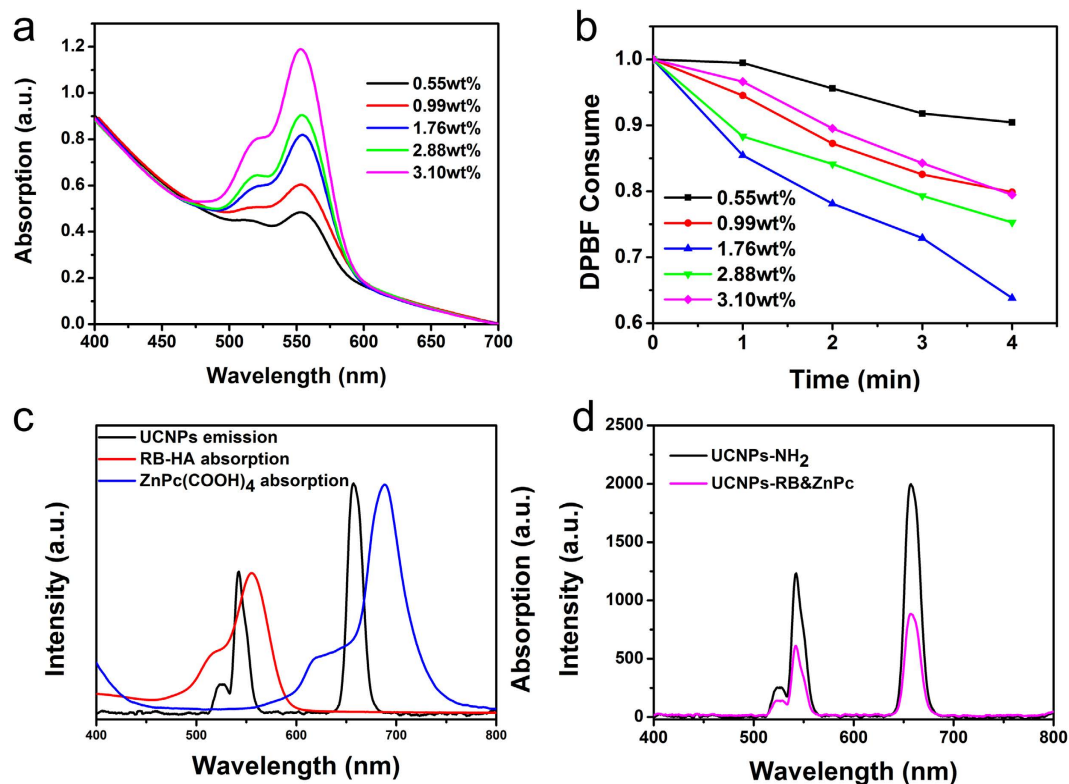 a
Absorption (a.u.)
1.2
1.0
0.8
0.6
0.4
0.2
0.0
0.55wt%
0.99wt%
1.76wt%
2.88wt%
3.10wt%
400 450 500 550 600 650 700
Wavelength (nm)
b
DPBF Consume
1.0
0.9
0.8
0.7
0.6
0.55wt%
0.99wt%
1.76wt%
2.88wt%
3.10wt%
0 1 2 3 4
Time (min)
c
Intensity (a.u.)
UCNPs emission
RB-HA absorption
ZnPc(COOH)4 absorption
Absorption (a.u.)
400 500 600 700 800
Wavelength (nm)
d
Intensity (a.u.)
2500
2000
1500
1000
500
0
UCNPs-NH2
UCNPs-RB&ZnPc
400 500 600 700 800
Wavelength (nm)